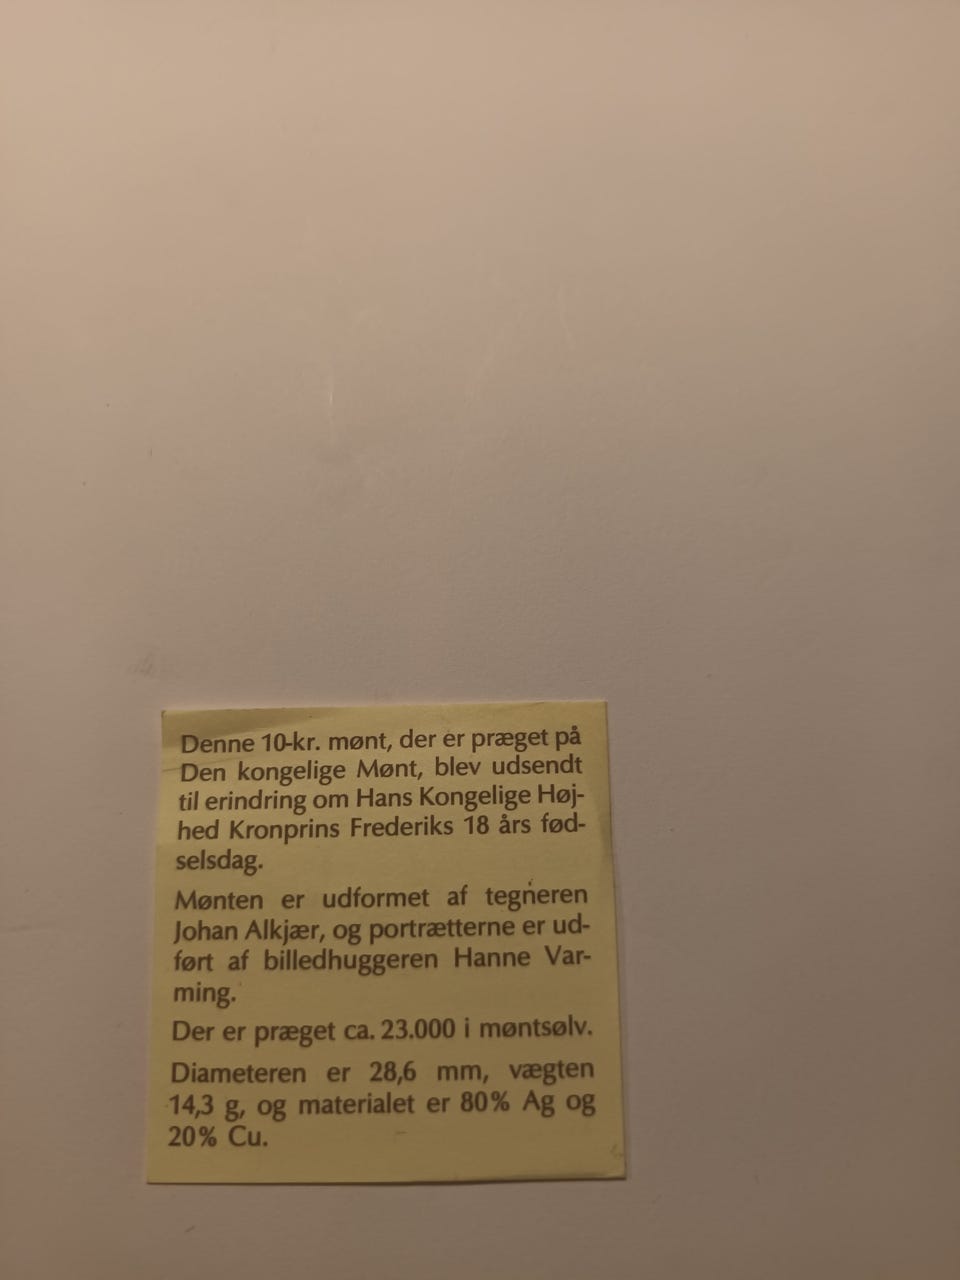 Denne 10-kr. mønt, der er præget på
Den kongelige Mønt, blev udsendt
til erindring om Hans Kongelige Høj-
hed Kronprins Frederiks 18 års fød-
selsdag.
Mønten er udformet af tegneren
Johan Alkjær, og portrætterne er ud-
ført af billedhuggeren Hanne Var-
ming.
Der er præget ca. 23.000 i møntsølv.
Diameteren er 28,6 mm, vægten
14,3 g, og materialet er 80% Ag og
20% Cu.